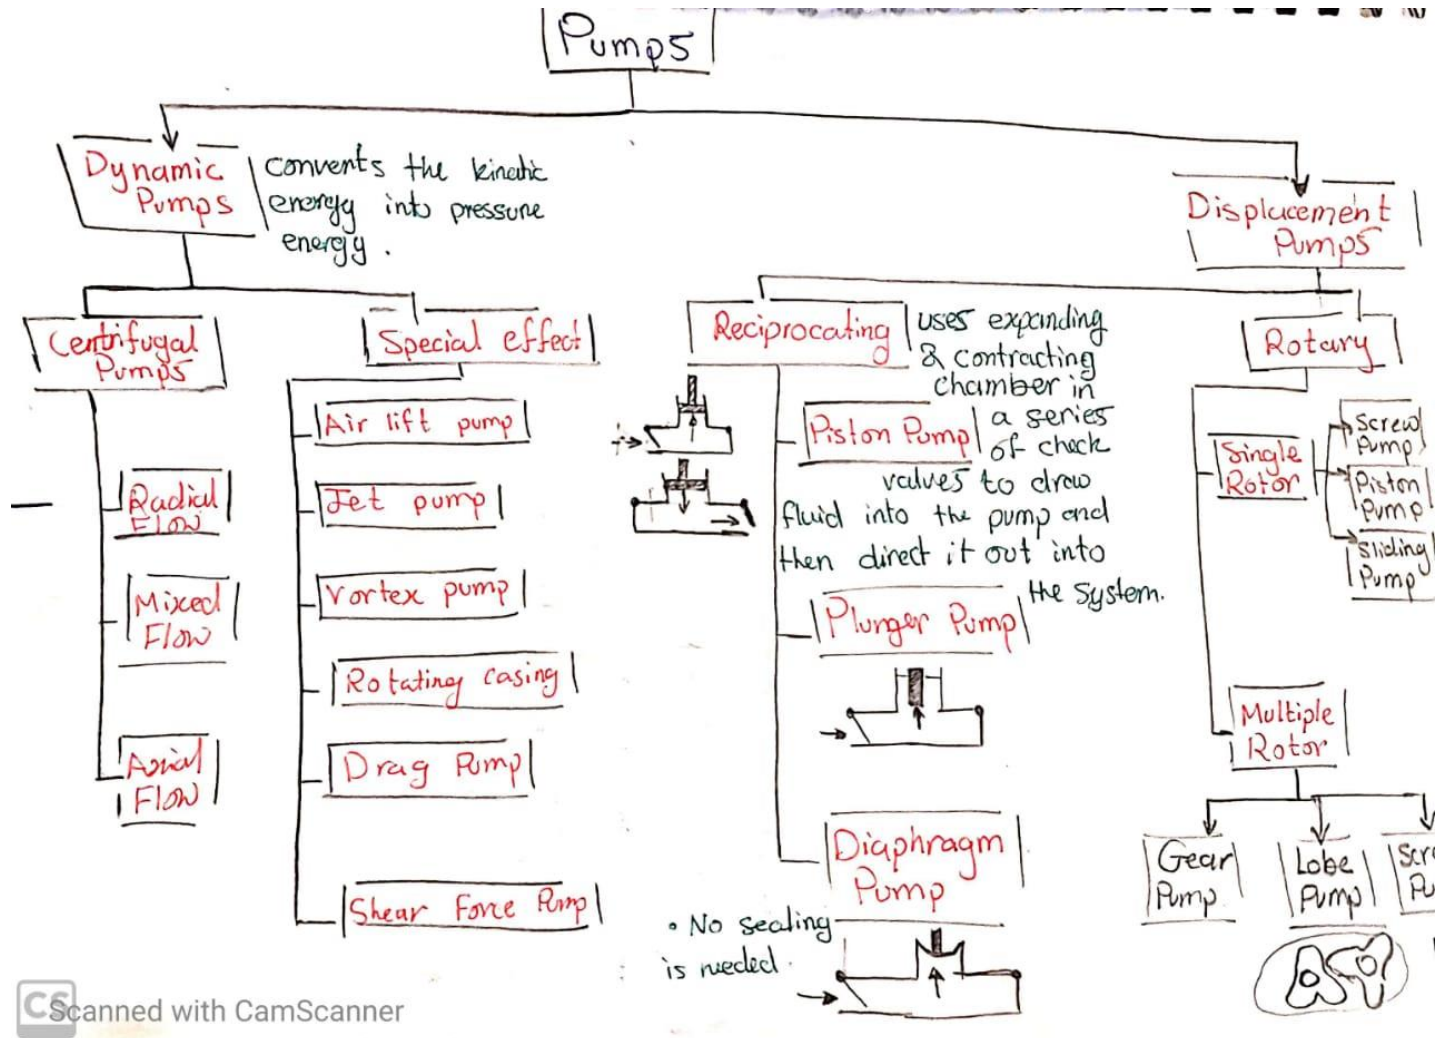 Pumps
Dynamic
Pumps
converts the kinetic
energy into pressure
energy.
Displacement
Pumps
Centrifugal
Pumps
Special effect
Reciprocating
uses expanding
& contracting
chamber in
a series
of check
valves to draw
fluid into the pump and
then direct it out into
the system.
Rotary
Air lift pump
Jet pump
Vortex pump
Rotating casing
Drag Pump
Shear Force Pump
Radial
Flow
Mixed
Flow
Axial
Flow
Piston Pump
Plunger Pump
Diaphragm
Pump
• No sealing
is needed.
Single
Rotor
Screw
Pump
Piston
Pump
Sliding
Pump
Multiple
Rotor
Gear
Pump
Lobe
Pump
Scre
Pu
CS
Scanned with CamScanner